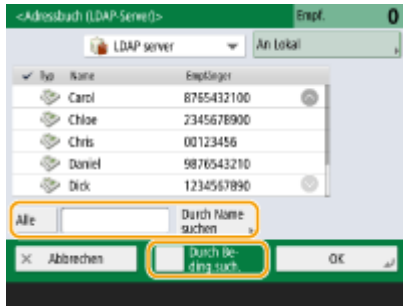 <Adressbuch (LDAP-Server)> Empf. 0
LDAP server An Lokal
✓ Typ Name Empfänger
Carol 8765432100
Chloe 2345678900
Chris 00123456
Daniel 9876543210
Dick 1234567890
Alle Durch Name
suchen
× Abbrechen Durch Be-
ding such. OK